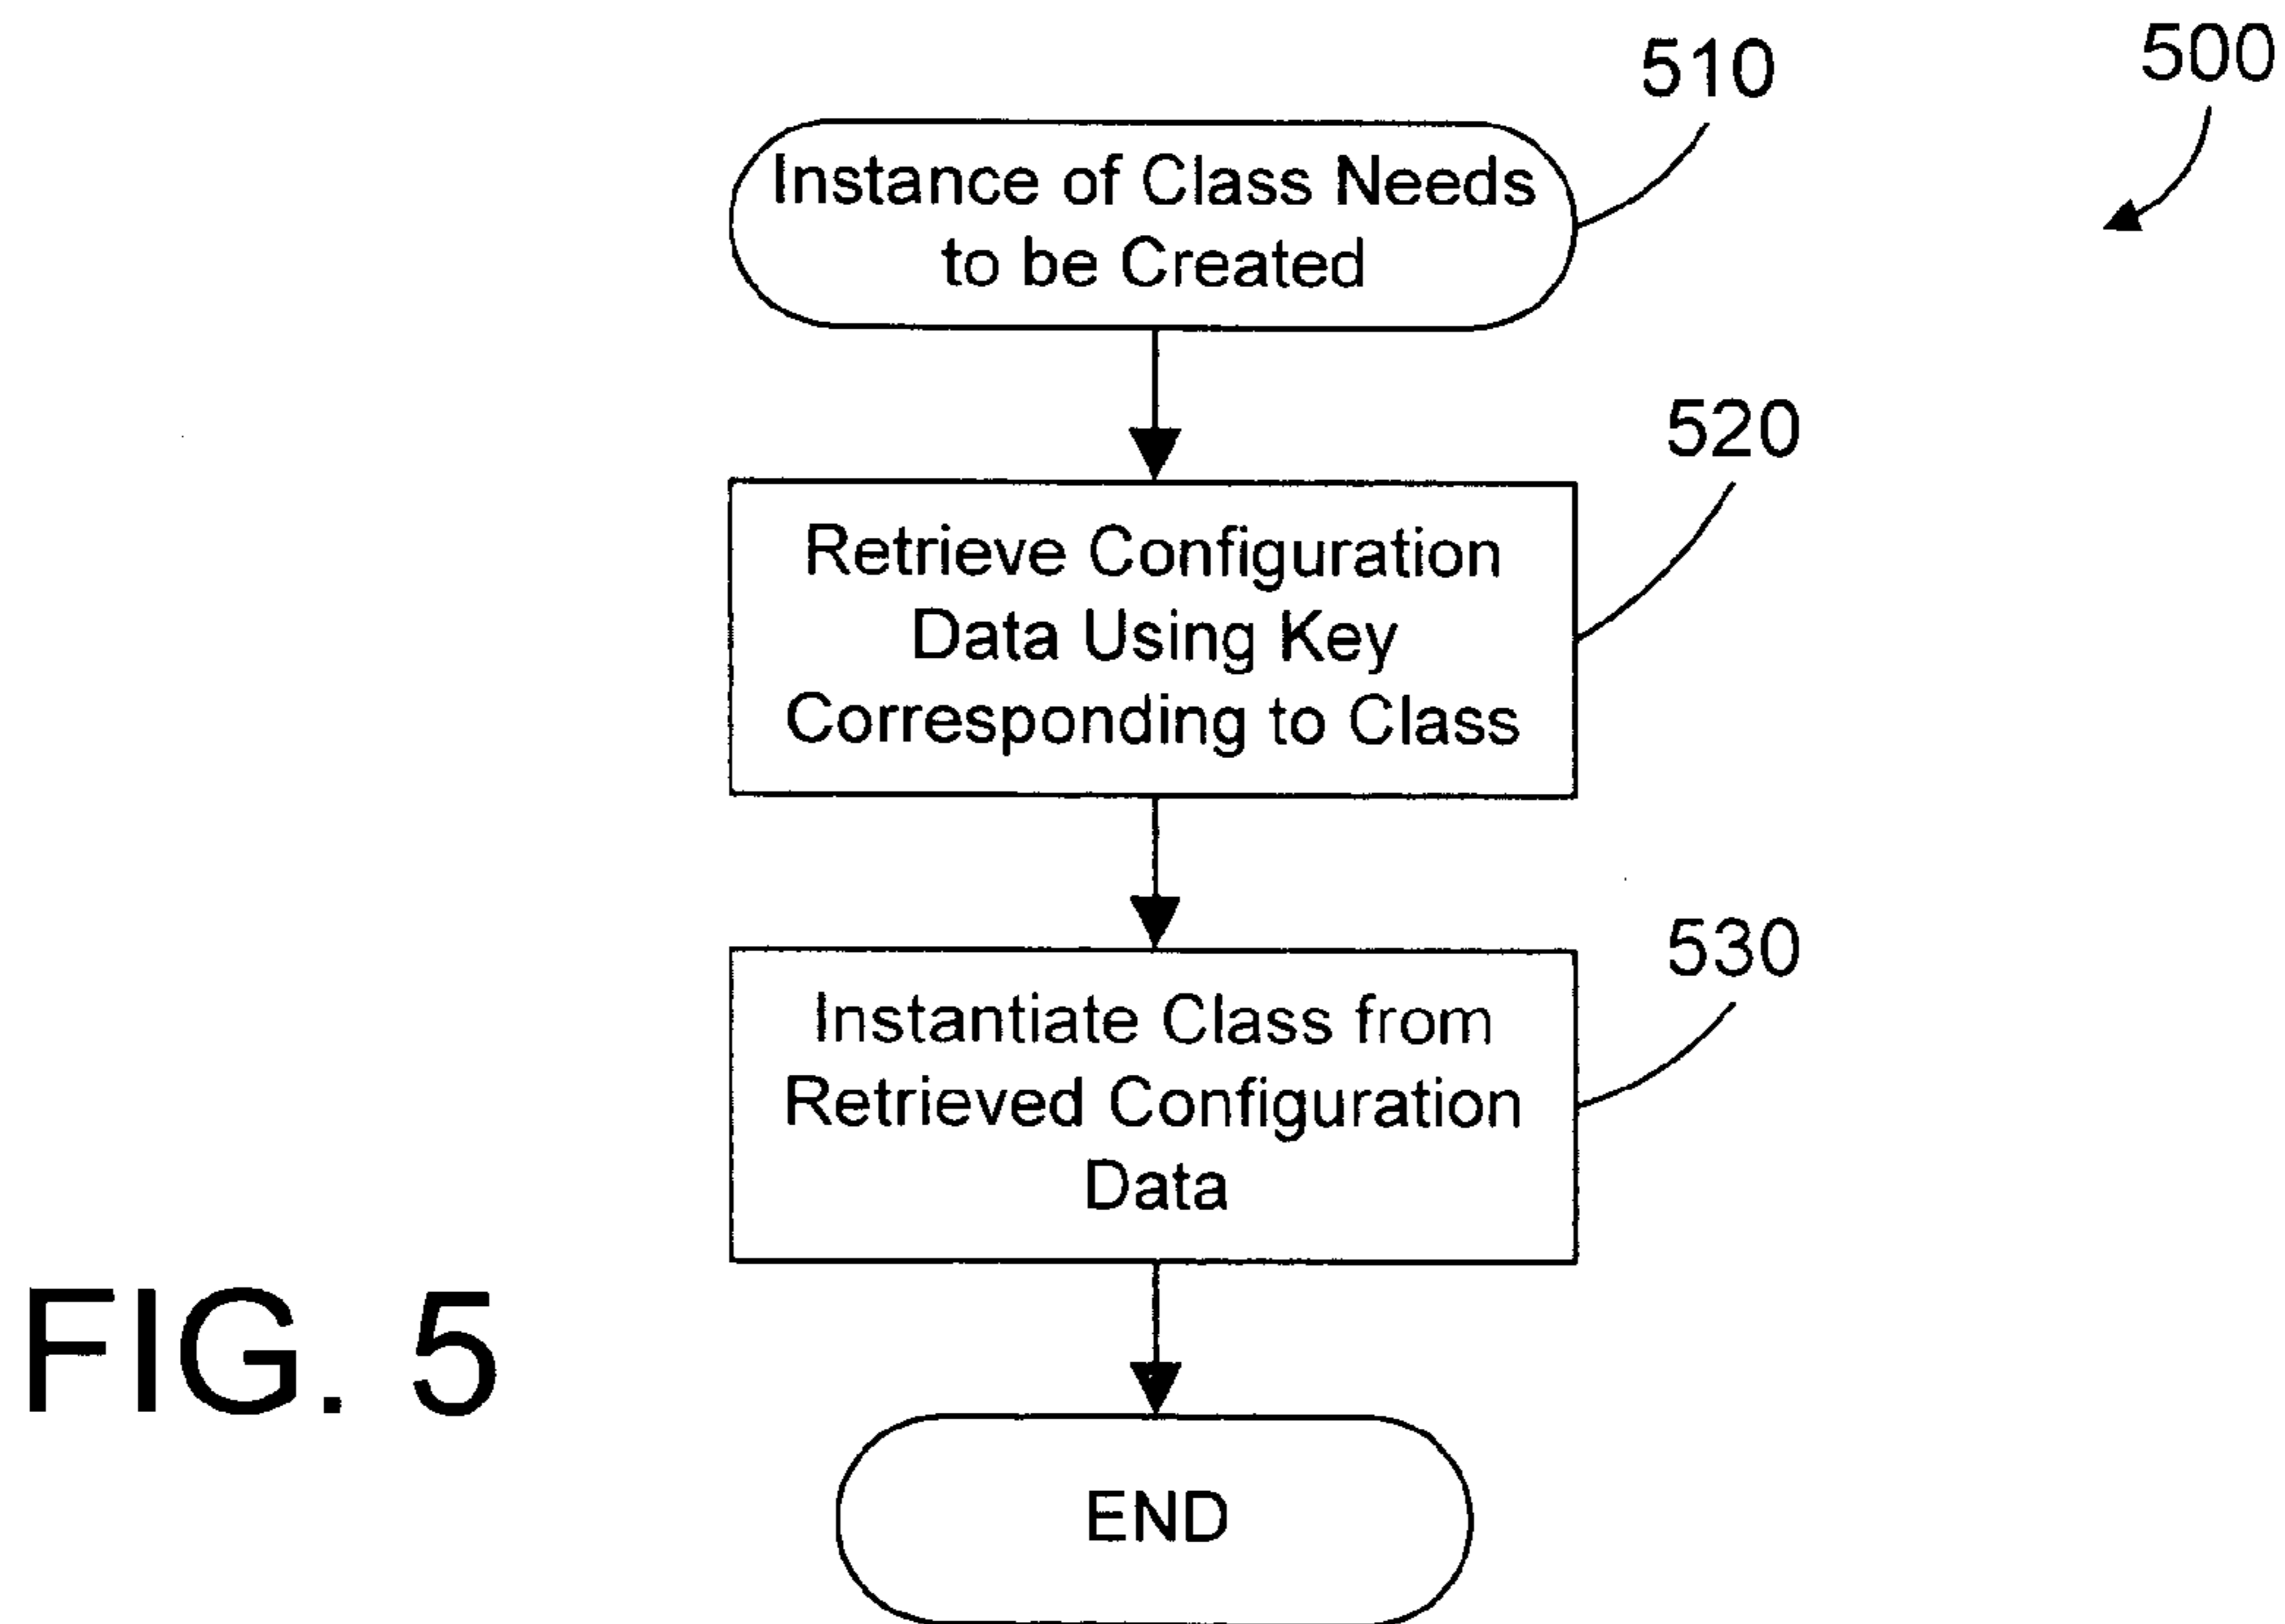 500
510
Instance of Class Needs
to be Created
520
Retrieve Configuration
Data Using Key
Corresponding to Class
530
Instantiate Class from
Retrieved Configuration
Data
END
FIG. 5